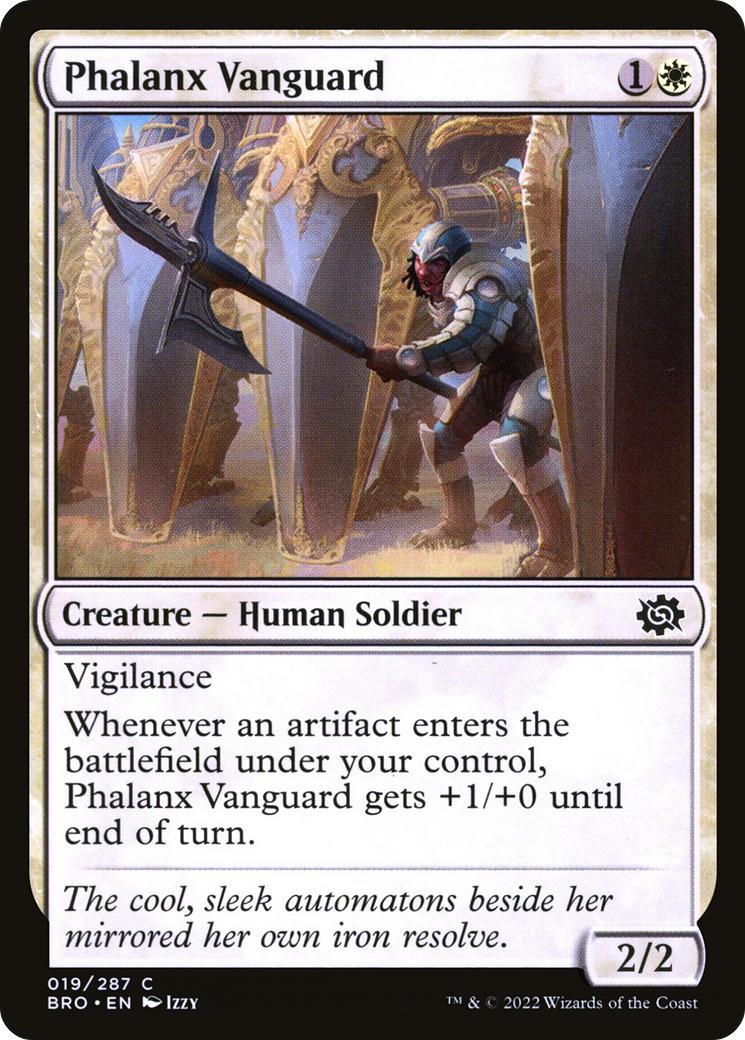 Phalanx Vanguard 1
Creature — Human Soldier
Vigilance
Whenever an artifact enters the
battlefield under your control,
Phalanx Vanguard gets +1/+0 until
end of turn.
The cool, sleek automatons beside her
mirrored her own iron resolve.
2/2
019/287 C
BRO • EN Izzy
™ & © 2022 Wizards of the Coast